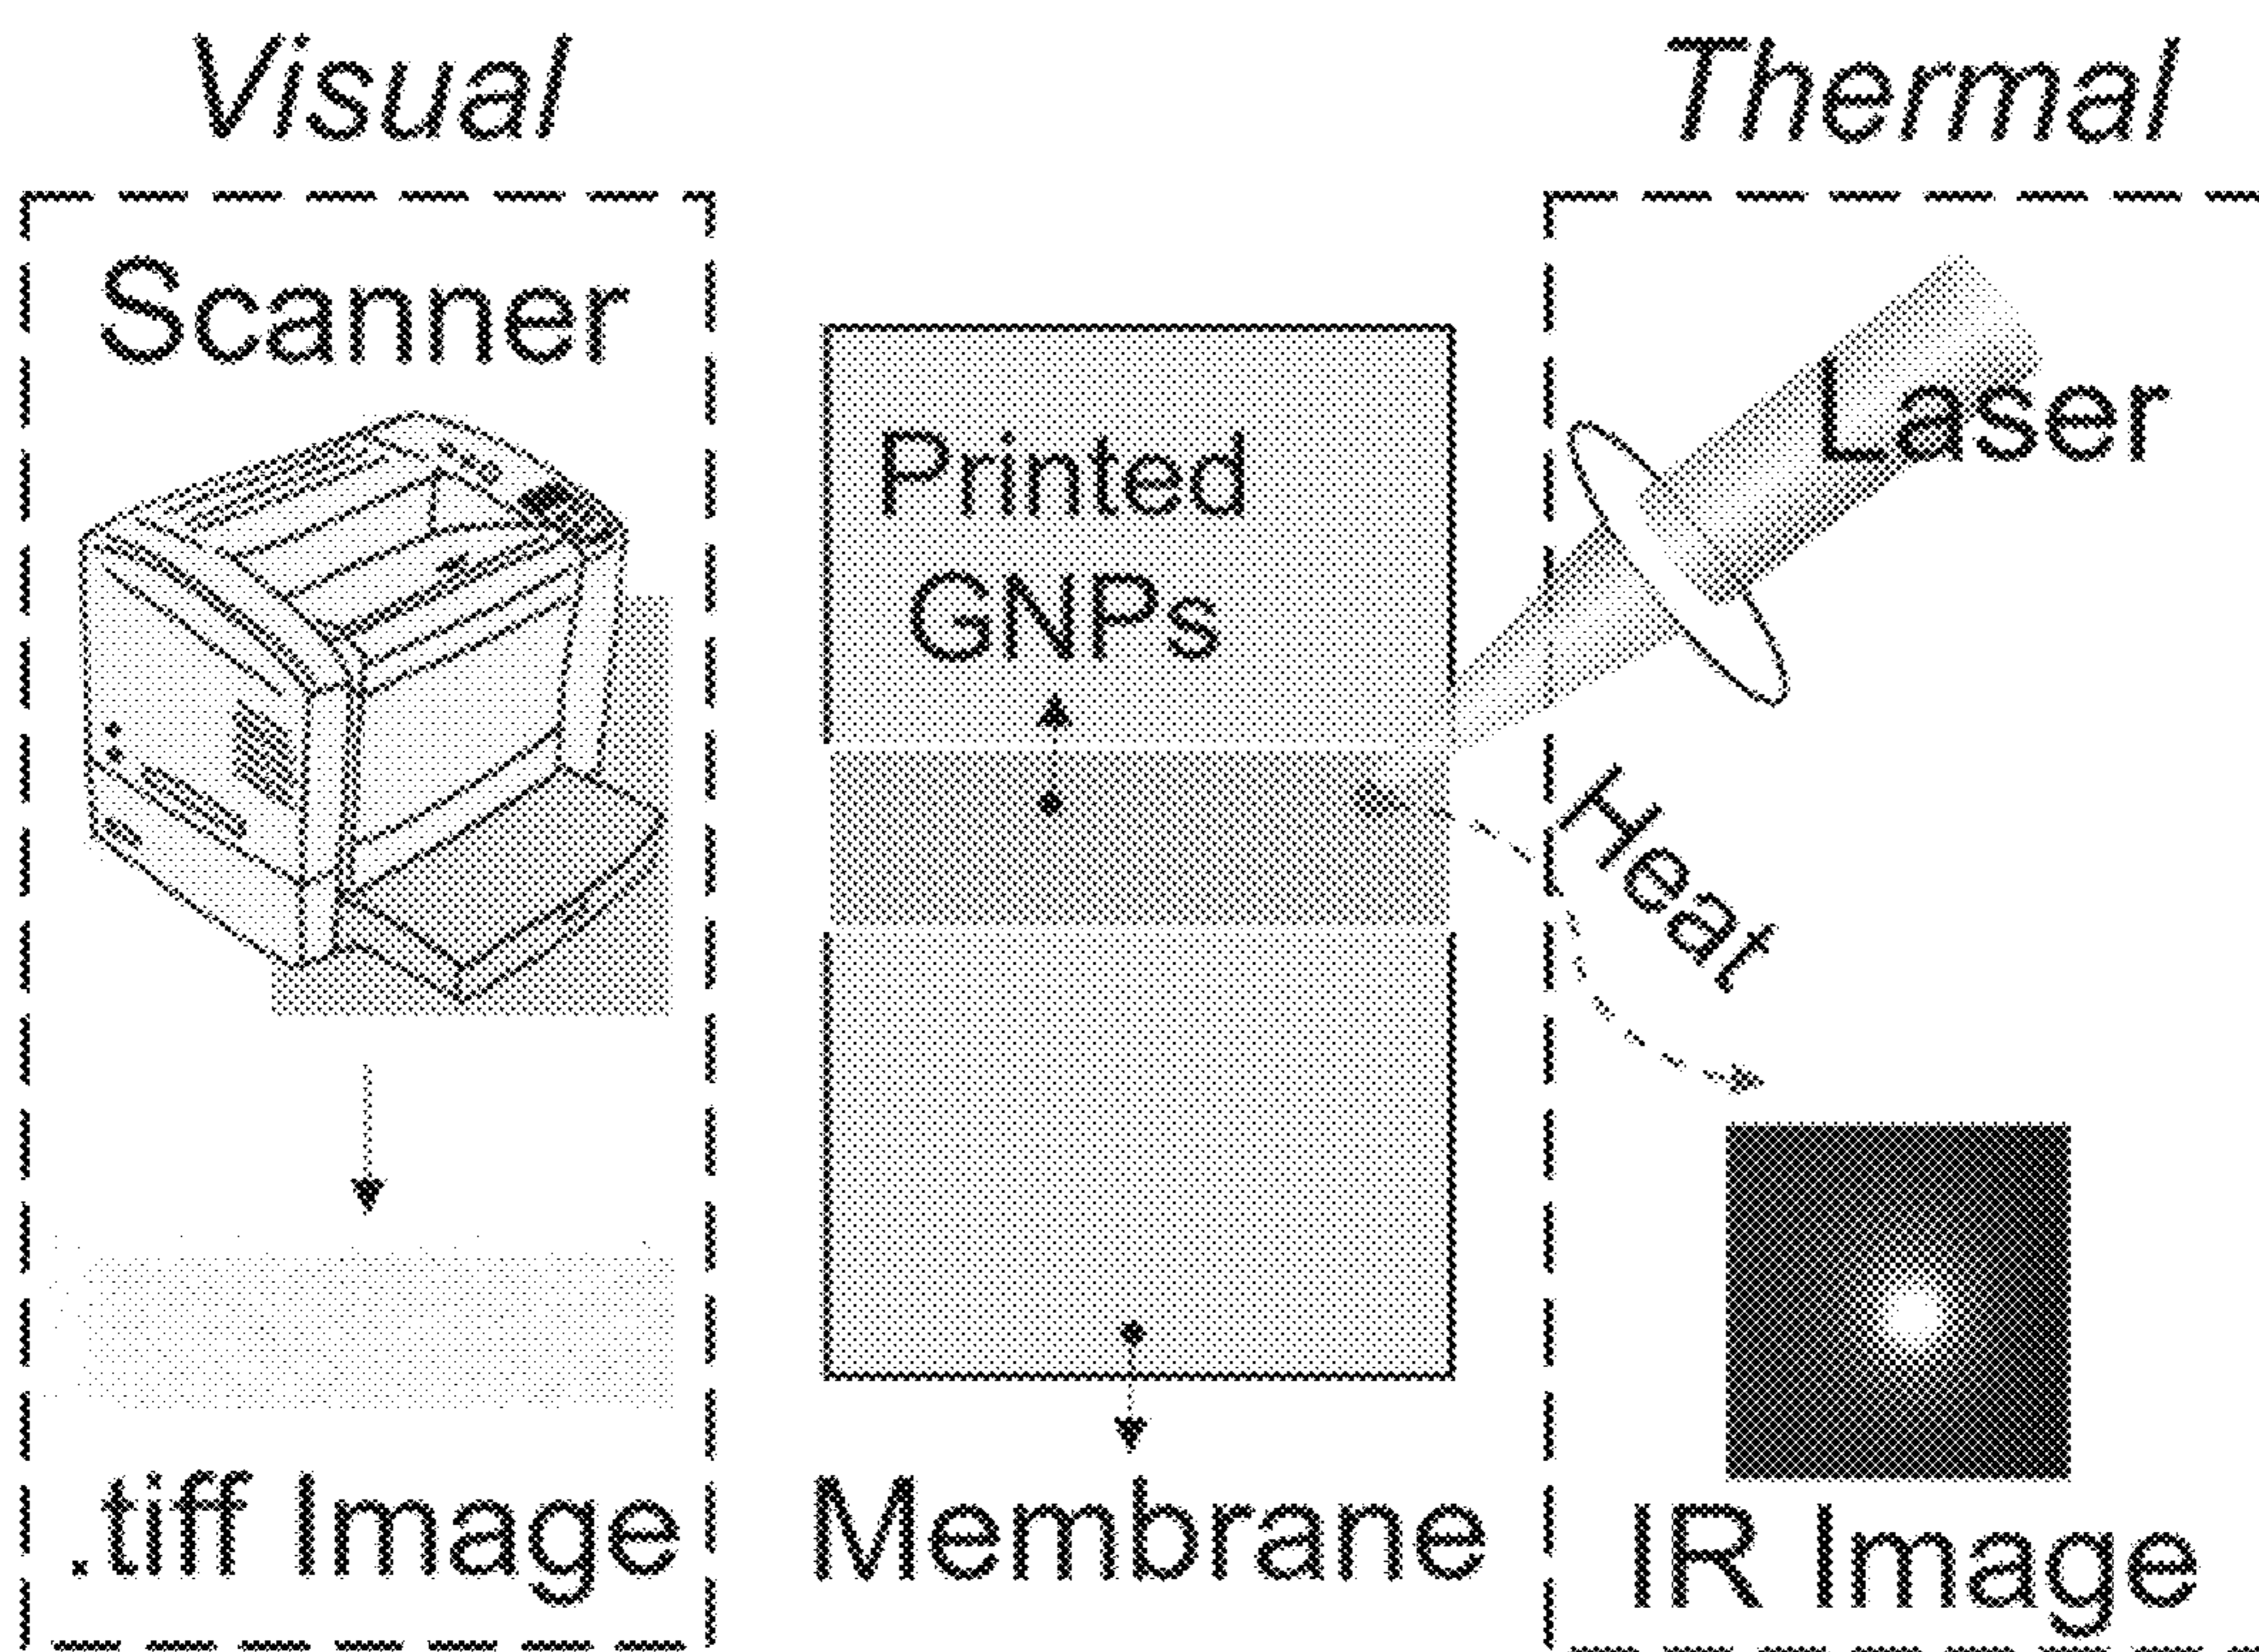 Visual
Thermal
Scanner
Laser
Printed
GNPs
Heat
.tiff Image
Membrane
IR Image